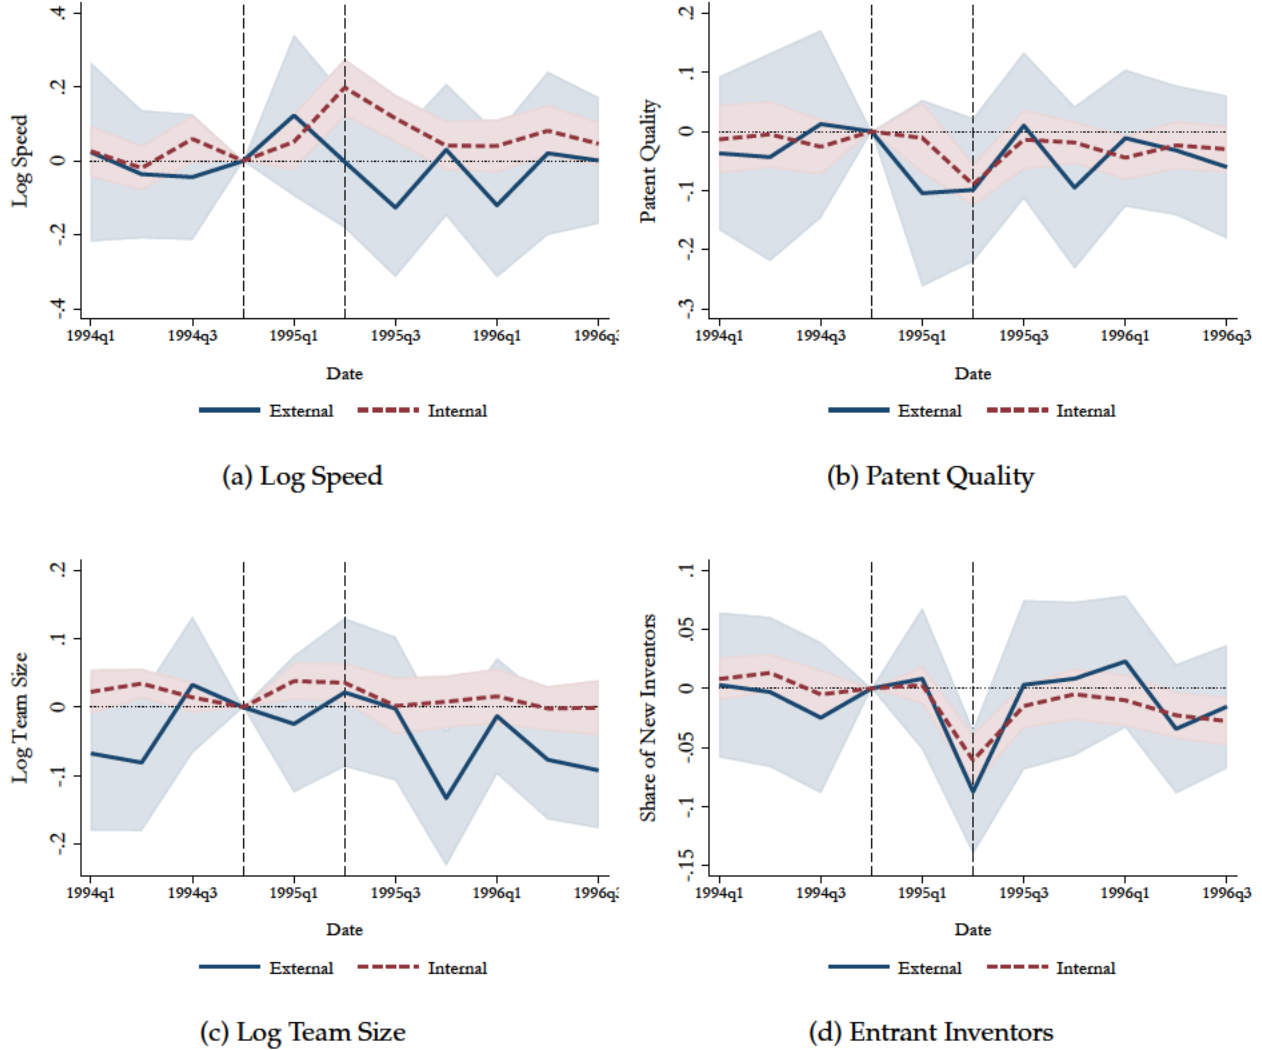 .4
.2
0
-.2
-.4
Log Speed
1994q1 1994q3 1995q1 1995q3 1996q1 1996q3
Date
External Internal
(a) Log Speed
.2
.1
0
-.1
-.2
-.3
Patent Quality
1994q1 1994q3 1995q1 1995q3 1996q1 1996q3
Date
External Internal
(b) Patent Quality
.2
.1
0
-.1
-.2
Log Team Size
1994q1 1994q3 1995q1 1995q3 1996q1 1996q3
Date
External Internal
(c) Log Team Size
.1
.05
0
-.05
-.1
-.15
Share of New Inventors
1994q1 1994q3 1995q1 1995q3 1996q1 1996q3
Date
External Internal
(d) Entrant Inventors